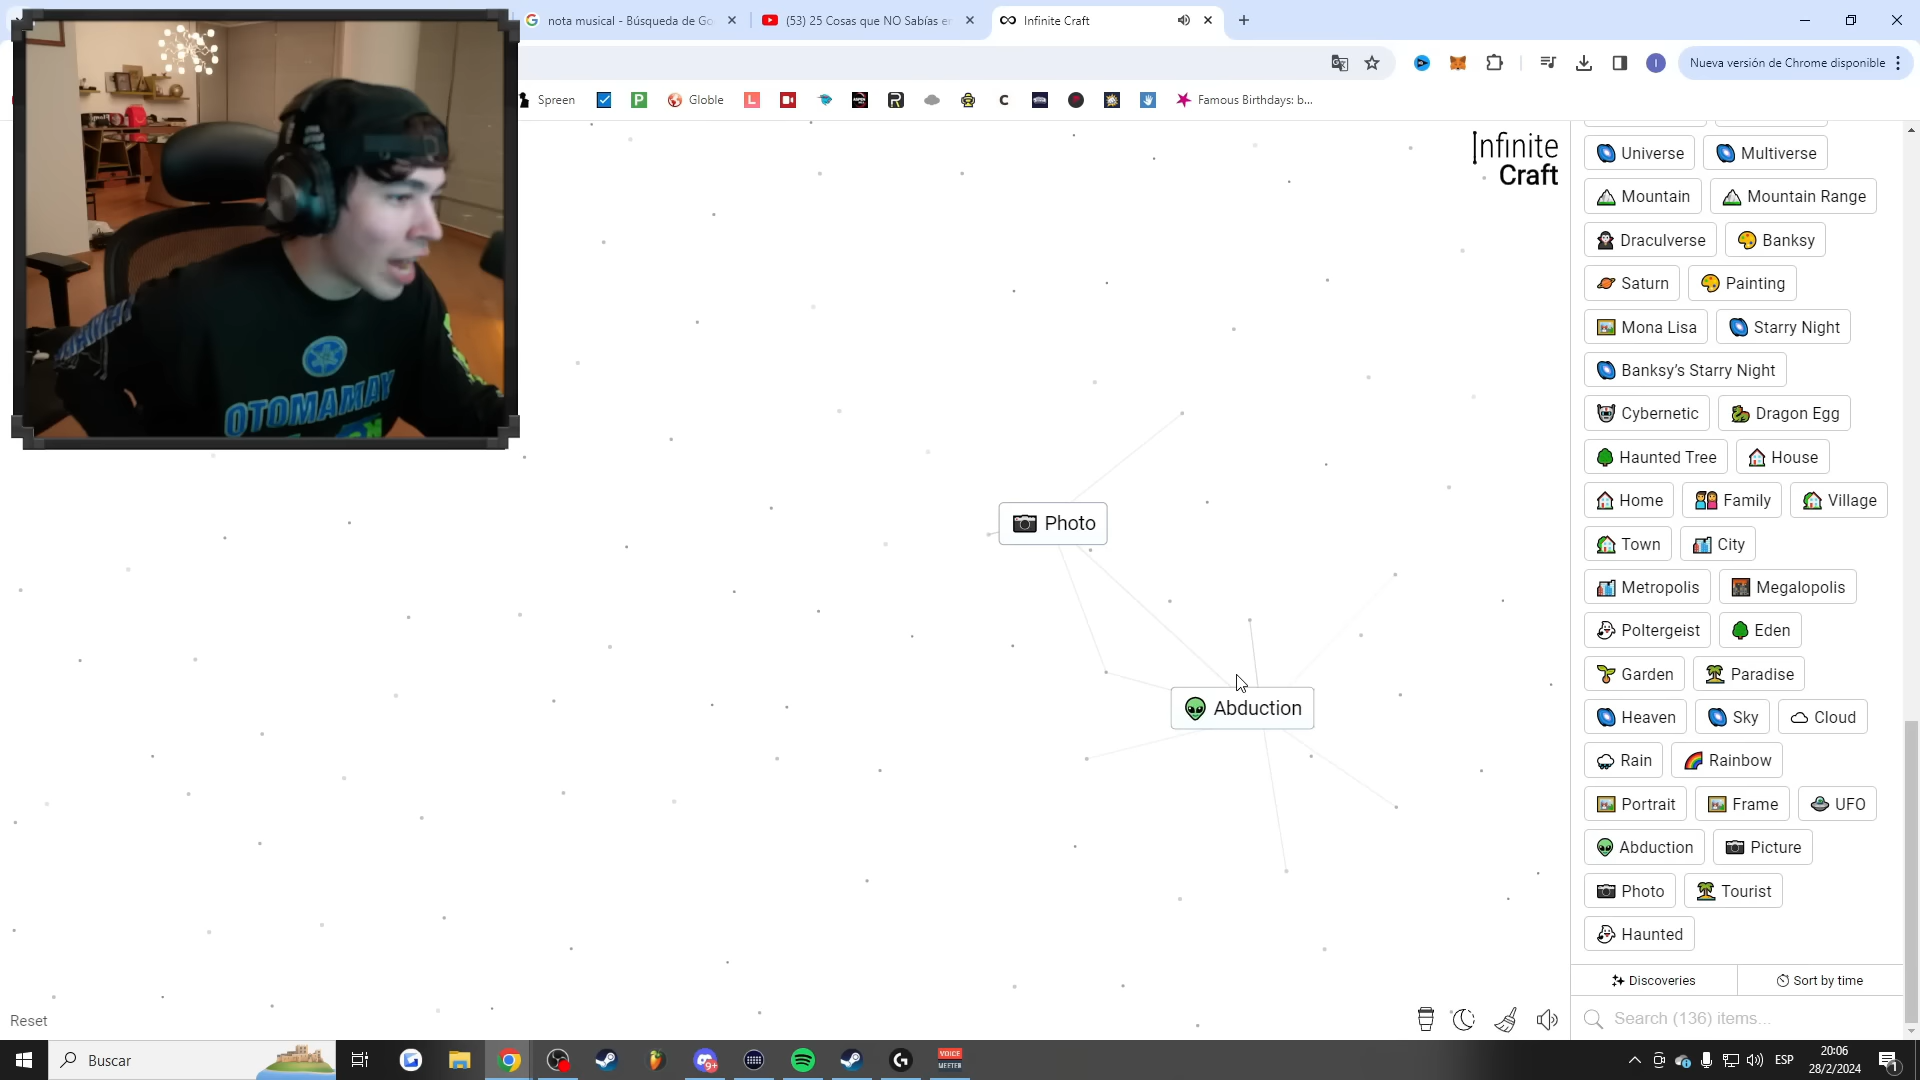 nota musical - Búsqueda de Go
(53) 25 Cosas que NO Sabías e
Infinite Craft
Nueva versión de Chrome disponible
Spreen
Globle
Famous Birthdays: b...
Infinite
Craft
Universe Multiverse
Mountain Mountain Range
Draculverse Banksy
Saturn Painting
Mona Lisa Starry Night
Banksy's Starry Night
Cybernetic Dragon Egg
Haunted Tree House
Home Family Village
Town City
Metropolis Megalopolis
Poltergeist Eden
Garden Paradise
Heaven Sky Cloud
Rain Rainbow
Portrait Frame UFO
Abduction Picture
Photo Tourist
Haunted
Photo
Abduction
OTOMAMAY
Discoveries Sort by time
Search (136) items...
Reset
Buscar
9+
VOICE
MEETER
ESP
20:06
28/2/2024
1